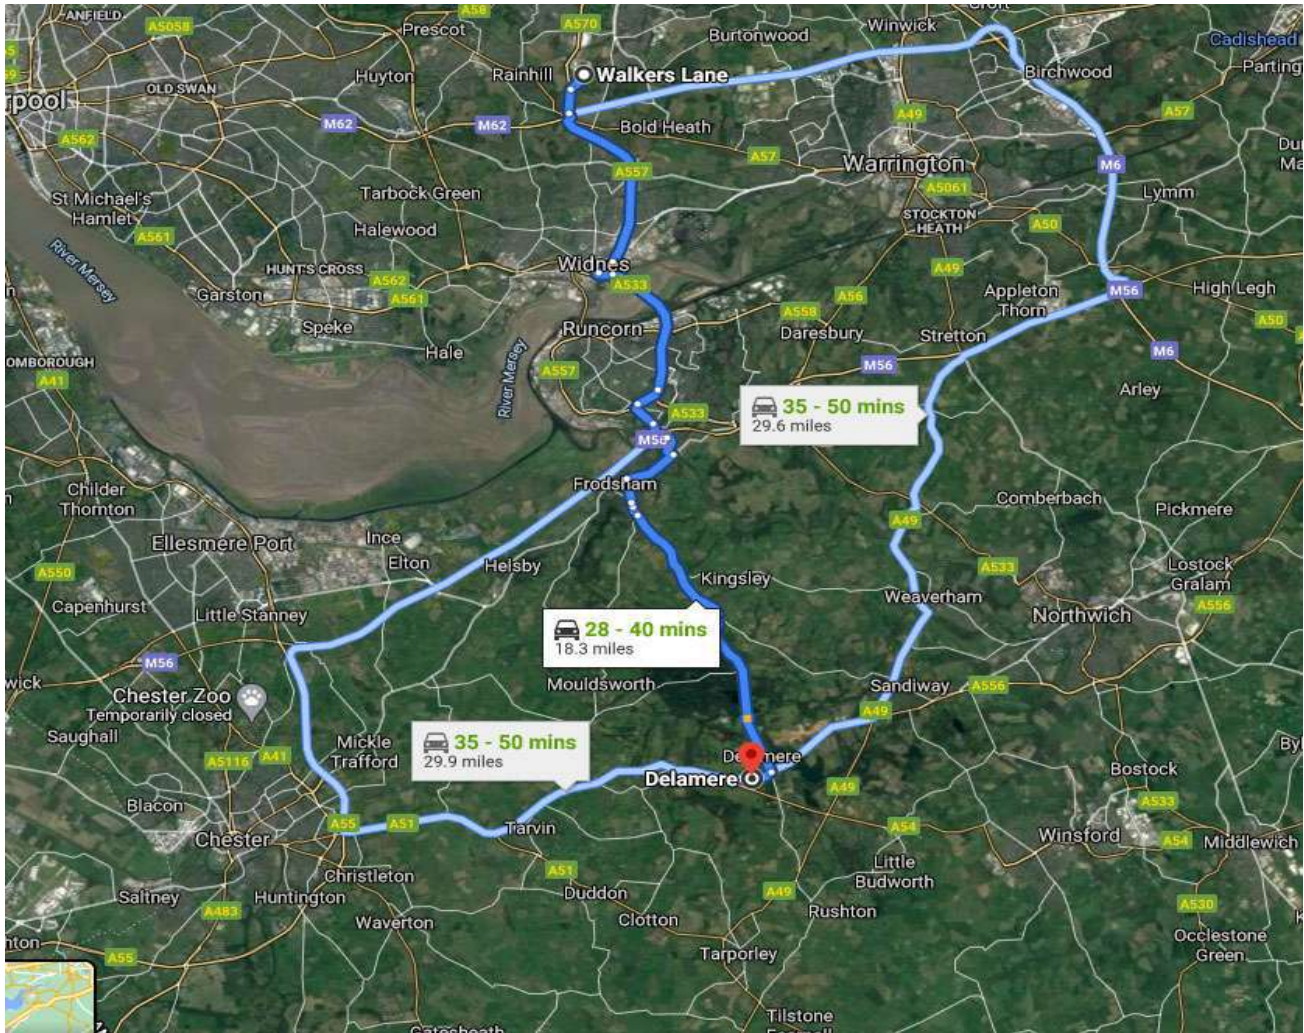 ANFIELD
A58
A570
Croft
A5058
Prescot
Burtonwood
Winwick
Cadishead
Huyton
Rainhill
Walkers Lane
Birchwood
Parting
OLD SWAN
rpool
M62
M62
Bold Heath
A49
A57
A562
A57
Warrington
M6
A557
A5061
Lymm
St Michael's
Hamlet
Tarbock Green
STOCKTON
HEATH
A50
A561
Halewood
River Mersey
HUNT'S CROSS
A562
Widnes
A49
A561
A533
Garston
A56
Appleton
Thorn
M56
High Legh
A558
Speke
Runcorn
Daresbury
Stretton
A50
Hale
River Mersey
M56
M6
OMBOROUGH
A41
A557
Arley
35 - 50 mins
29.6 miles
A533
M56
Frodsham
Childer
Thornton
Comberbach
Pickmere
A49
Ellesmere Port
Ince
Elton
Helsby
A550
Kingsley
A533
Lostock
Gralam
Capenhurst
Little Stanney
Weaverham
A556
Northwich
28 - 40 mins
18.3 miles
M56
wick
Mouldsworth
Sandiway
A556
Chester Zoo
Temporarily closed
A49
Saughall
Mickle
Trafford
35 - 50 mins
29.9 miles
A5116
A41
Delamere
Delamere
Bostock
A49
Blacon
A533
A55
A51
Tarvin
A54
Chester
Winsford
A54
Middlewich
Christleton
A51
Little
Budworth
Saltney
Huntington
Duddon
A49
A483
Waverton
Clotton
Rushton
A530
nton
A55
Tarporley
Occlestone
Green
Tilstone